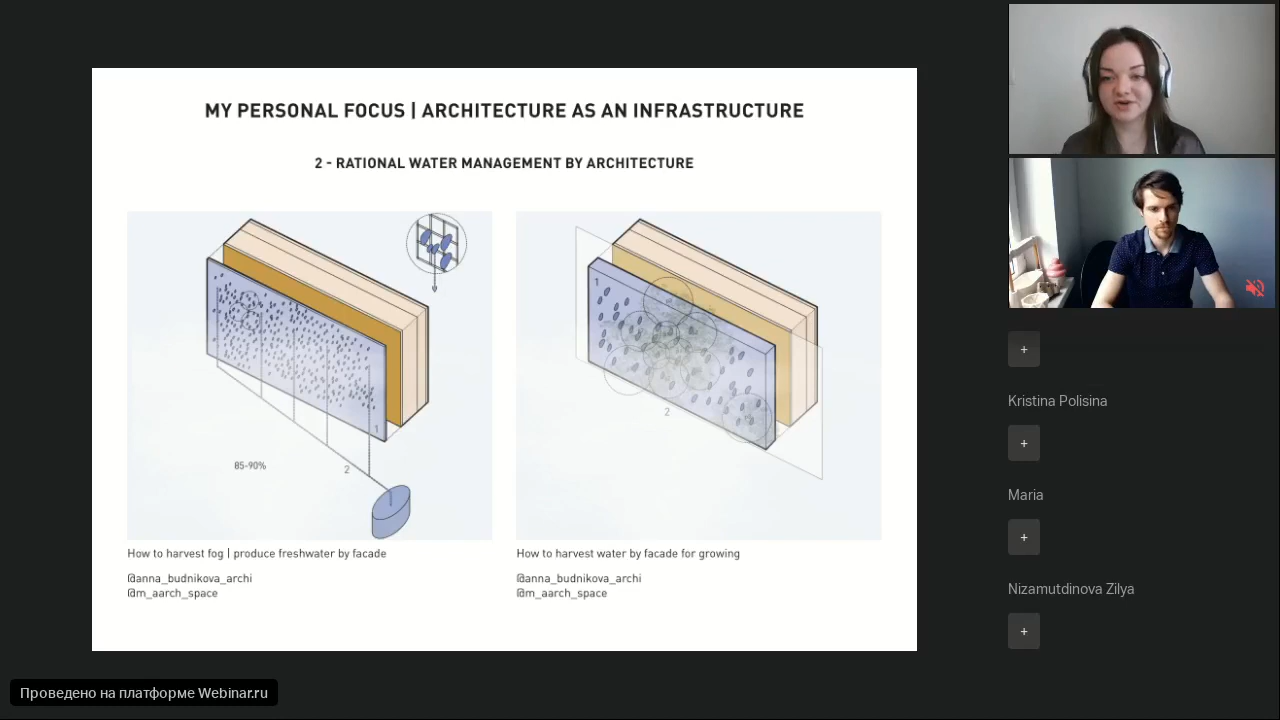 MY PERSONAL FOCUS | ARCHITECTURE AS AN INFRASTRUCTURE
2 - RATIONAL WATER MANAGEMENT BY ARCHITECTURE
1
85-90%
2
1
2
How to harvest fog | produce freshwater by facade
@anna_budnikova_archi
@m_aarch_space
How to harvest water by facade for growing
@anna_budnikova_archi
@m_aarch_space
+
Kristina Polisina
+
Maria
+
Nizamutdinova Zilya
+
Проведено на платформе Webinar.ru